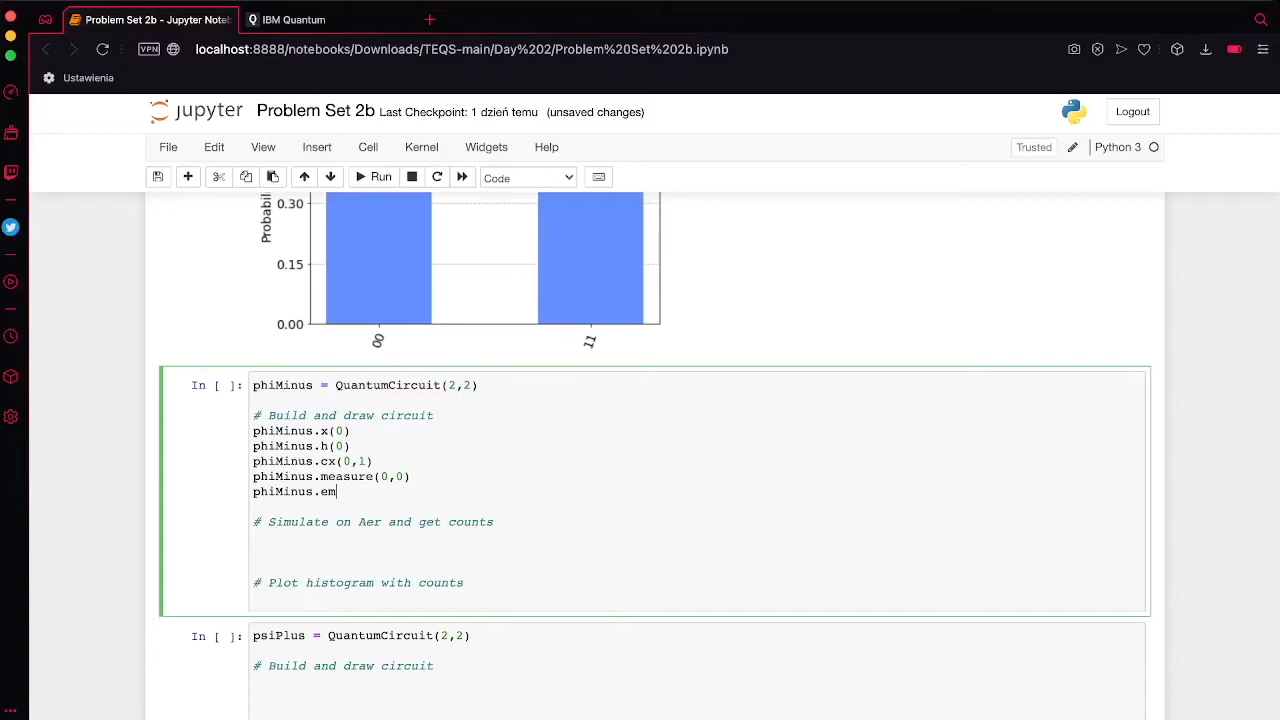 Problem Set 2b - Jupyter Noteb
IBM Quantum
VPN
localhost:8888/notebooks/Downloads/TEQS-main/Day%202/Problem%20Set%202b.ipynb
Ustawienia
jupyter
Problem Set 2b Last Checkpoint: 1 dzień temu (unsaved changes)
Logout
File Edit View Insert Cell Kernel Widgets Help
Trusted
Python 3
Run
Code
Probabili
0.30
0.15
0.00
00
11
In [ ]:
phiMinus = QuantumCircuit(2,2)
# Build and draw circuit
phiMinus.x(0)
phiMinus.h(0)
phiMinus.cx(0,1)
phiMinus.measure(0,0)
phiMinus.em
# Simulate on Aer and get counts
# Plot histogram with counts
In [ ]:
psiPlus = QuantumCircuit(2,2)
# Build and draw circuit